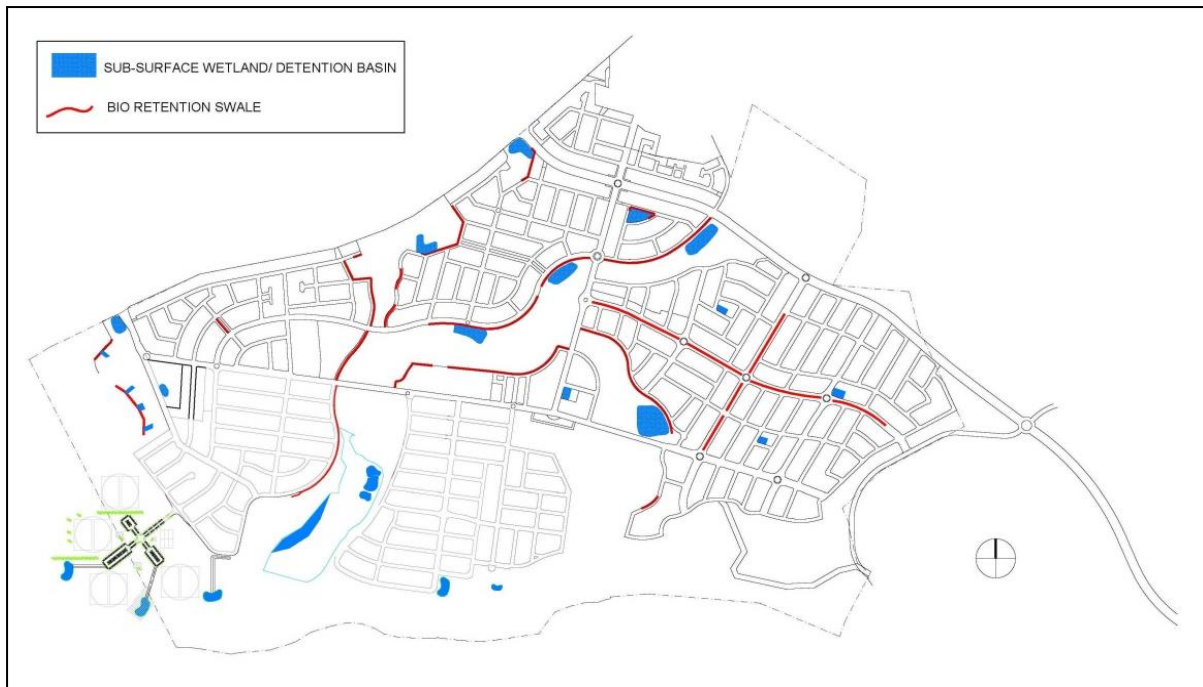 SUB-SURFACE WETLAND/ DETENTION BASIN
BIO RETENTION SWALE